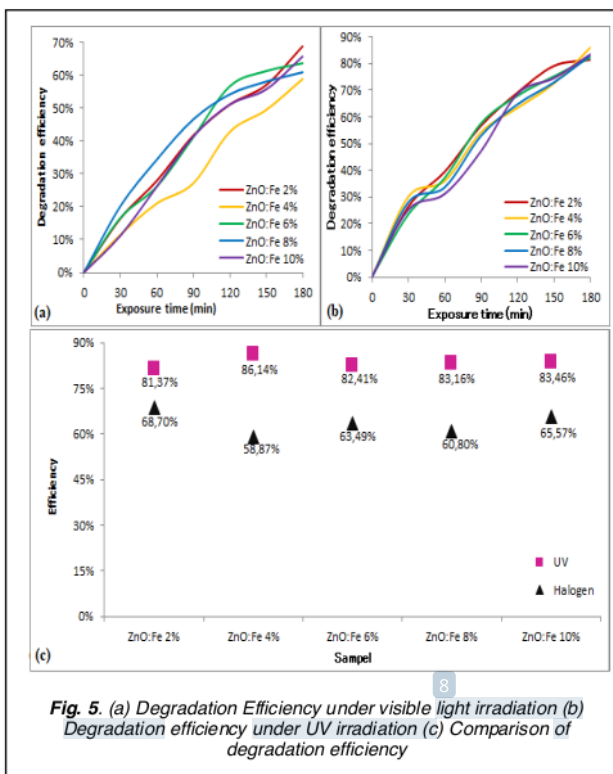 70%
60%
50%
40%
30%
20%
10%
0%
Degradation efficiency
ZnO:Fe 2%
ZnO:Fe 4%
ZnO:Fe 6%
ZnO:Fe 8%
ZnO:Fe 10%
0 30 60 90 120 150 180
(a) Exposure time (min)
90%
80%
70%
60%
50%
40%
30%
20%
10%
0%
Degradation efficiency
ZnO:Fe 2%
ZnO:Fe 4%
ZnO:Fe 6%
ZnO:Fe 8%
ZnO:Fe 10%
0 30 60 90 120 150 180
(b) Exposure time (min)
90%
75%
60%
45%
30%
15%
0%
Efficiency
81,37% 86,14% 82,41% 83,16% 83,46%
68,70% 58,87% 63,49% 60,80% 65,57%
UV
Halogen
ZnO:Fe 2% ZnO:Fe 4% ZnO:Fe 6% ZnO:Fe 8% ZnO:Fe 10%
(c) Sampel
8
Fig. 5. (a) Degradation Efficiency under visible light irradiation (b)
Degradation efficiency under UV irradiation (c) Comparison of
degradation efficiency